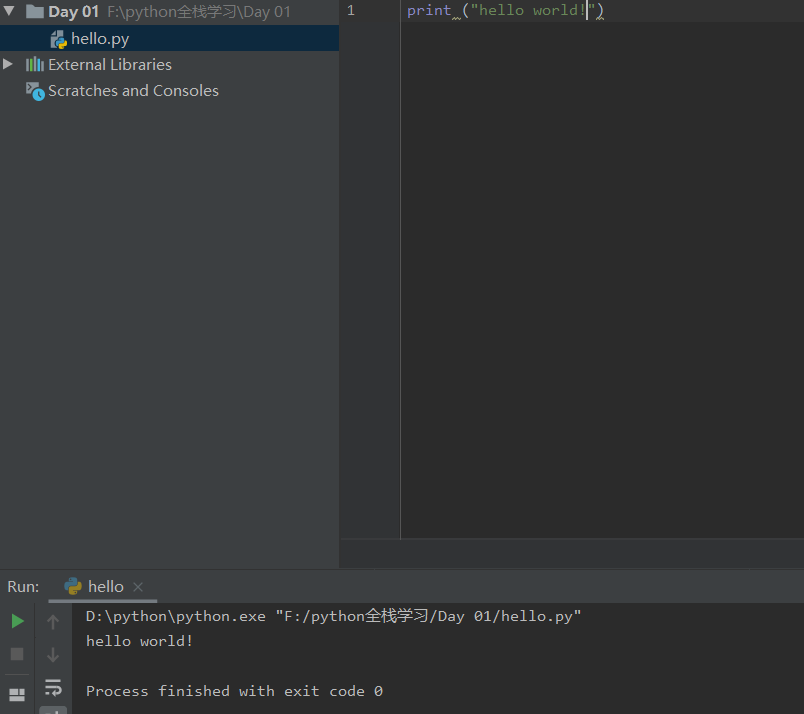 Day 01 F:\python全栈学习\Day 01
hello.py
External Libraries
Scratches and Consoles
1 print ("hello world!")
Run: hello
D:\python\python.exe "F:/python全栈学习/Day 01/hello.py"
hello world!
Process finished with exit code 0